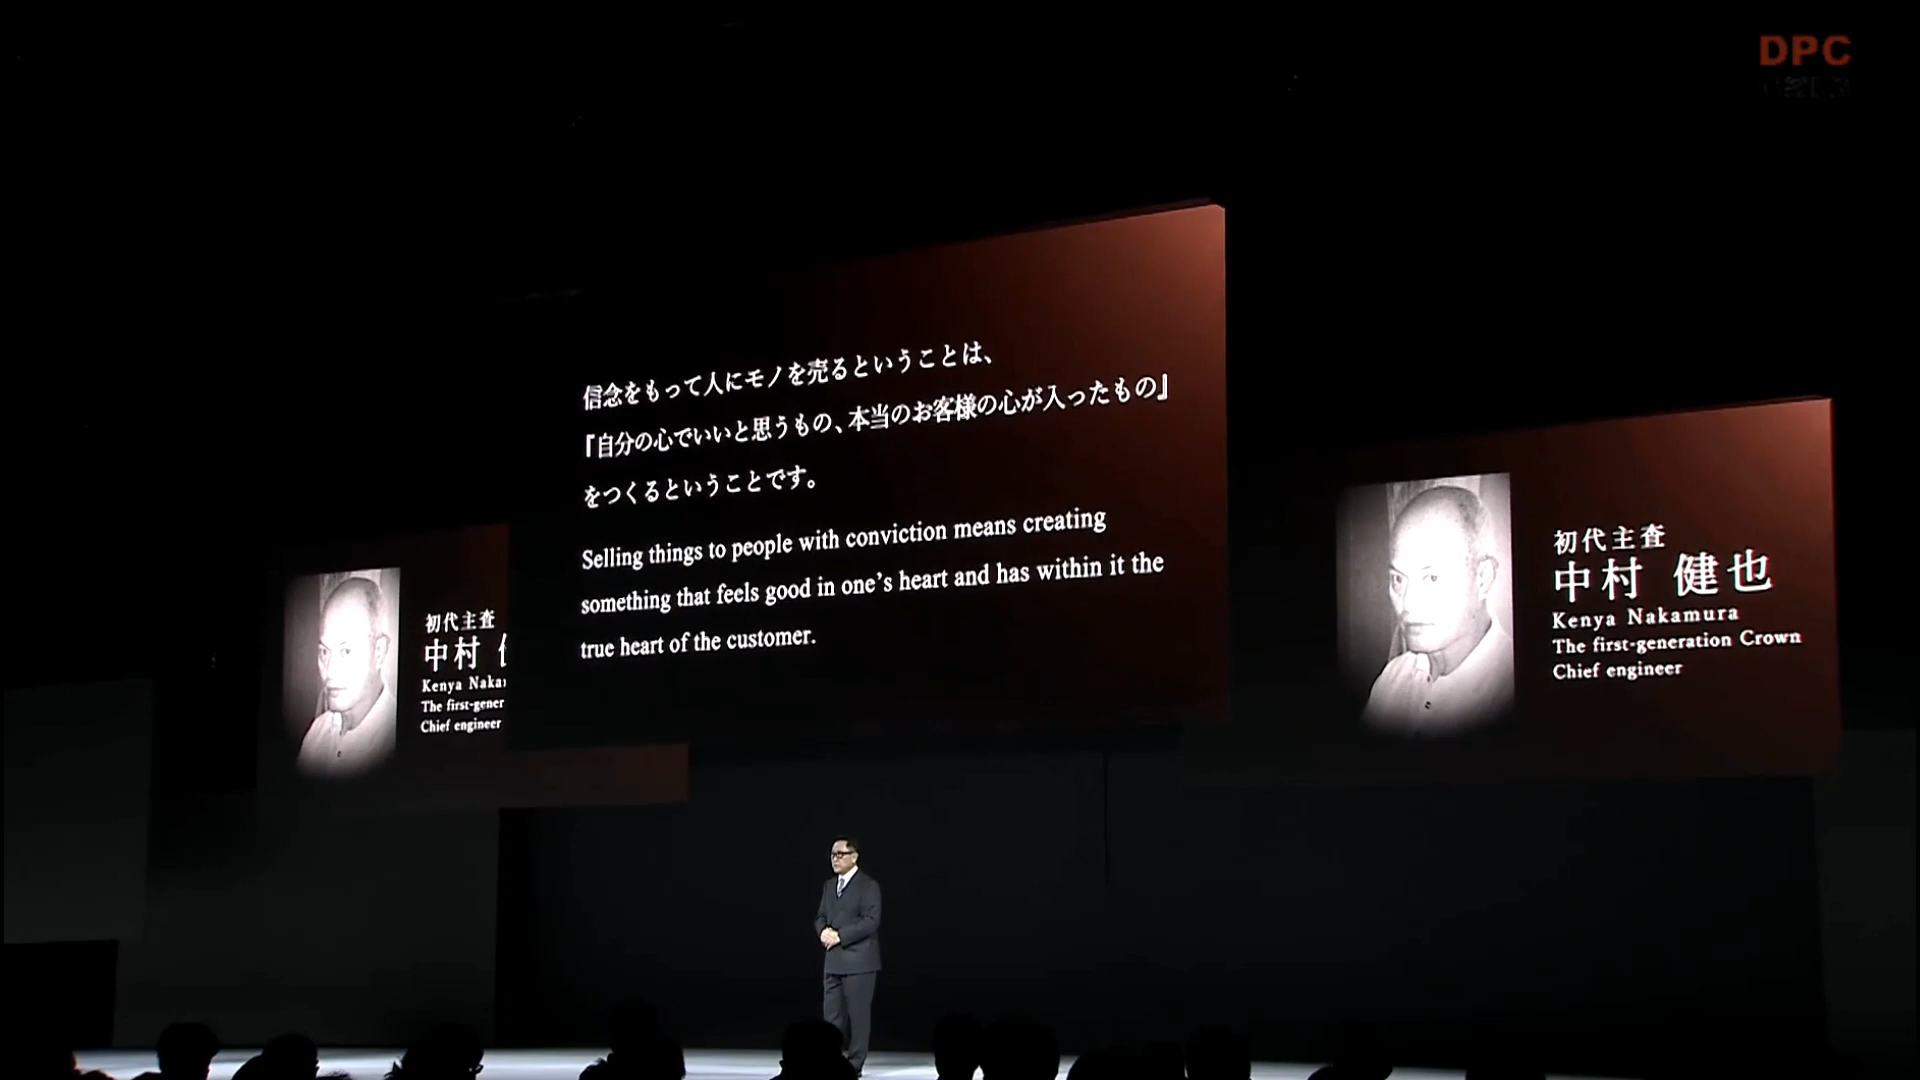 DPC
信念をもって人にモノを売るということは、
『自分の心でいいと思うもの、本当のお客様の心が入ったもの』
をつくるということです。
Selling things to people with conviction means creating
something that feels good in one's heart and has within it the
true heart of the customer.
初代主査
中村
Kenya
The
Chief engineer
初代主査
中村 健也
Kenya Nakamura
The first-generation Crown
Chief engineer